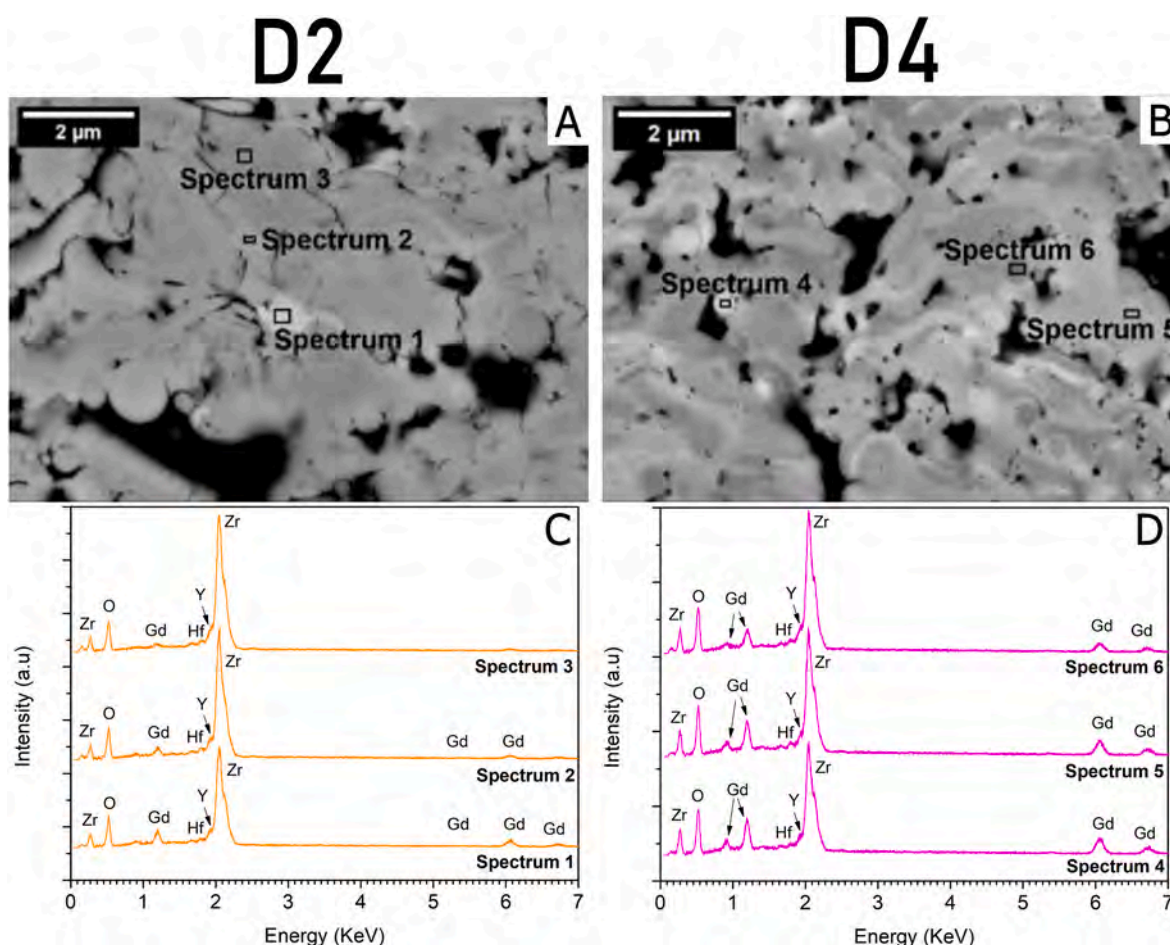 D2 D4
2 µm
A
Spectrum 3
Spectrum 2
Spectrum 1
2 µm
B
Spectrum 6
Spectrum 4
Spectrum 5
C
Zr
Y
O
Zr
Gd
Hf
Spectrum 3
Zr
Y
O
Zr
Gd
Hf
Gd
Gd
Spectrum 2
Zr
Y
O
Zr
Gd
Hf
Gd
Gd
Gd
Spectrum 1
0 1 2 3 4 5 6 7
Energy (KeV)
Intensity (a.u)
D
Zr
Y
O
Gd
Zr
Hf
Gd
Gd
Spectrum 6
Zr
Y
O
Gd
Zr
Hf
Gd
Gd
Spectrum 5
Zr
Y
O
Gd
Zr
Hf
Gd
Gd
Spectrum 4
0 1 2 3 4 5 6 7
Energy (KeV)
Intensity (a.u)